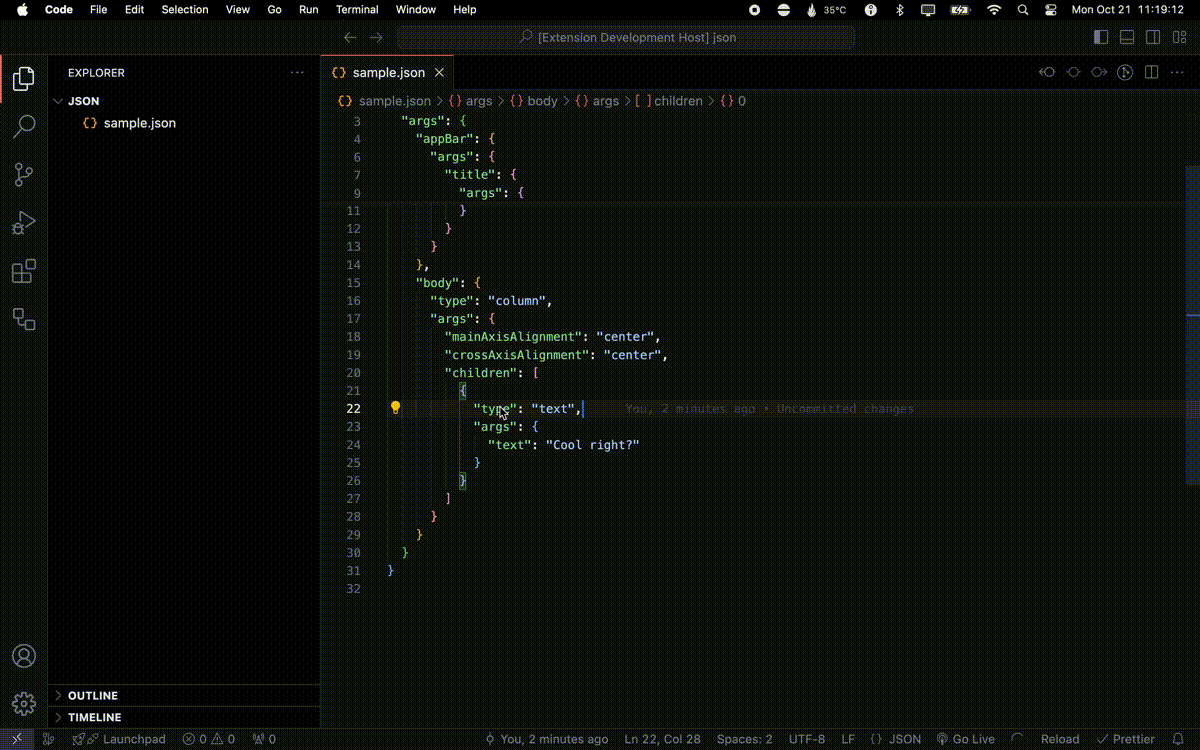 Code File Edit Selection View Go Run Terminal Window Help 35°C Mon Oct 21 11:19:12
[Extension Development Host] json
EXPLORER
JSON
{} sample.json
{} sample.json
{} sample.json > {} args > {} body > {} args > [ ] children > {} 0
3 "args": {
4 "appBar": {
6 "args": {
7 "title": {
9 "args": {
11 }
12 }
13 }
14 },
15 "body": {
16 "type": "column",
17 "args": {
18 "mainAxisAlignment": "center",
19 "crossAxisAlignment": "center",
20 "children": [
21 {
22 "type": "text", You, 2 minutes ago • Uncommitted changes
23 "args": {
24 "text": "Cool right?"
25 }
26 }
27 ]
28 }
29 }
30 }
31 }
32
OUTLINE
TIMELINE
Launchpad 0 0 0 You, 2 minutes ago Ln 22, Col 28 Spaces: 2 UTF-8 LF {} JSON Go Live Reload Prettier